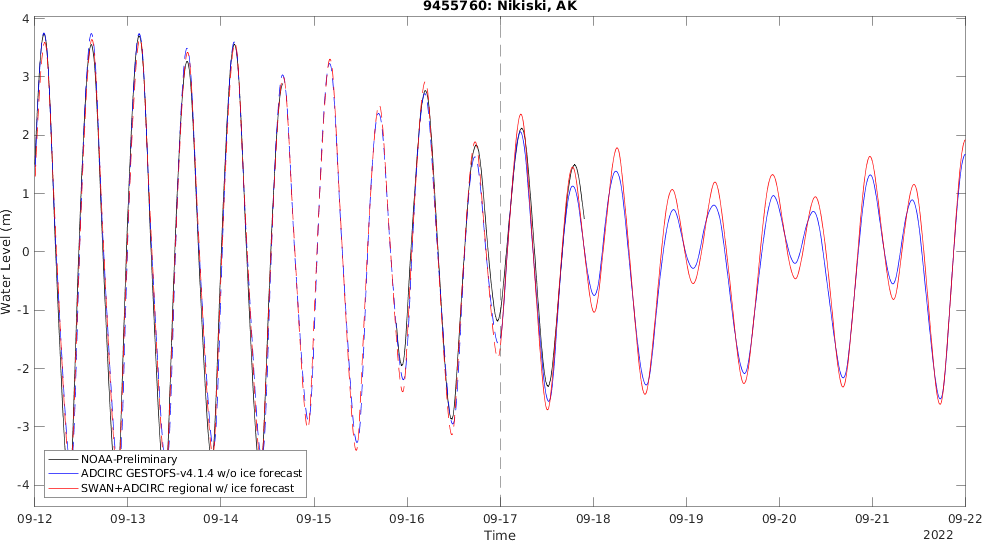 9455760: Nikiski, AK
4
3
2
1
0
-1
-2
-3
-4
Water Level (m)
NOAA-Preliminary
ADCIRC GESTOFS-v4.1.4 w/o ice forecast
SWAN+ADCIRC regional w/ ice forecast
09-12 09-13 09-14 09-15 09-16 09-17 09-18 09-19 09-20 09-21 09-22
Time
2022